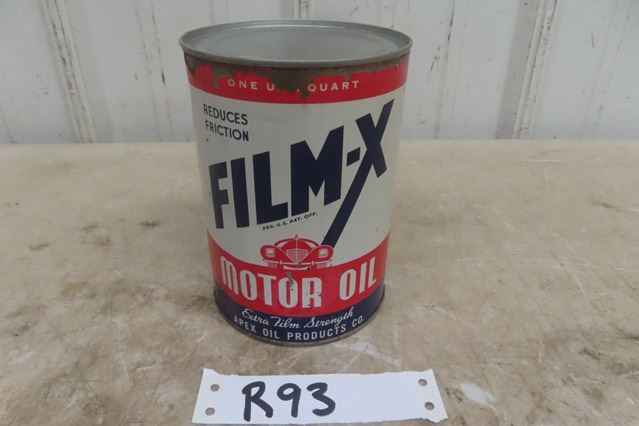 ONE U.S. QUART
REDUCES
FRICTION
FILM-X
REG. U.S. PAT. OFF.
MOTOR OIL
Extra Film Strength
APEX OIL PRODUCTS CO.
R93